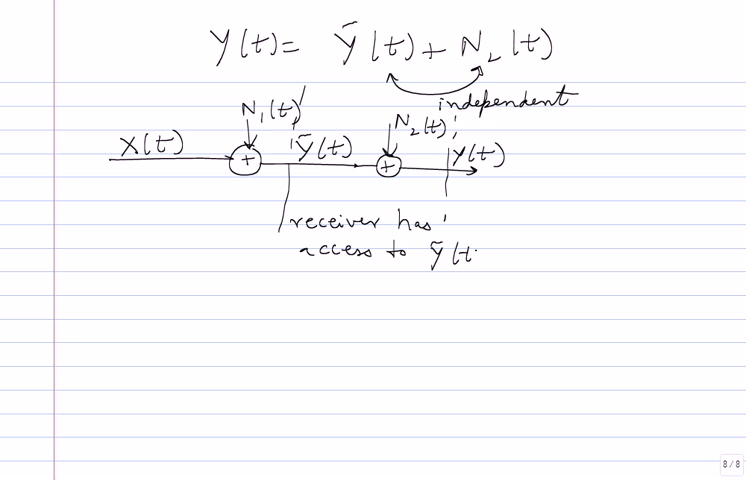 Y(t) = Ȳ(t) + N₂(t)
independent
N₁(t)
N₂(t)
X(t)
+
Ȳ(t)
+
Y(t)
receiver has
access to Ȳ(t.
8/8